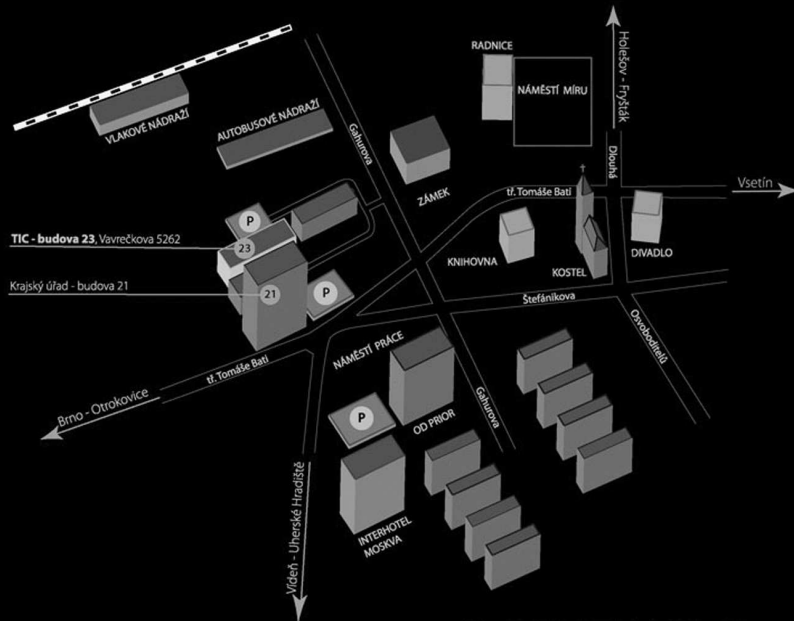 RADNICE
NÁMĚSTÍ MÍRU
Holešov - Fryšták
VLAKOVÉ NÁDRAŽÍ
AUTOBUSOVÉ NÁDRAŽÍ
Gahurova
ZÁMEK
tř. Tomáše Bati
Dlouhá
Vsetín
P
TIC - budova 23, Vavrečkova 5262
23
KNIHOVNA
KOSTEL
DIVADLO
Krajský úřad - budova 21
21
P
Štefánikova
Osvoboditelů
NÁMĚSTÍ PRÁCE
tř. Tomáše Bati
Brno - Otrokovice
P
OD PRIOR
Gahurova
Vídeň - Uherské Hradiště
INTERHOTEL
MOSKVA